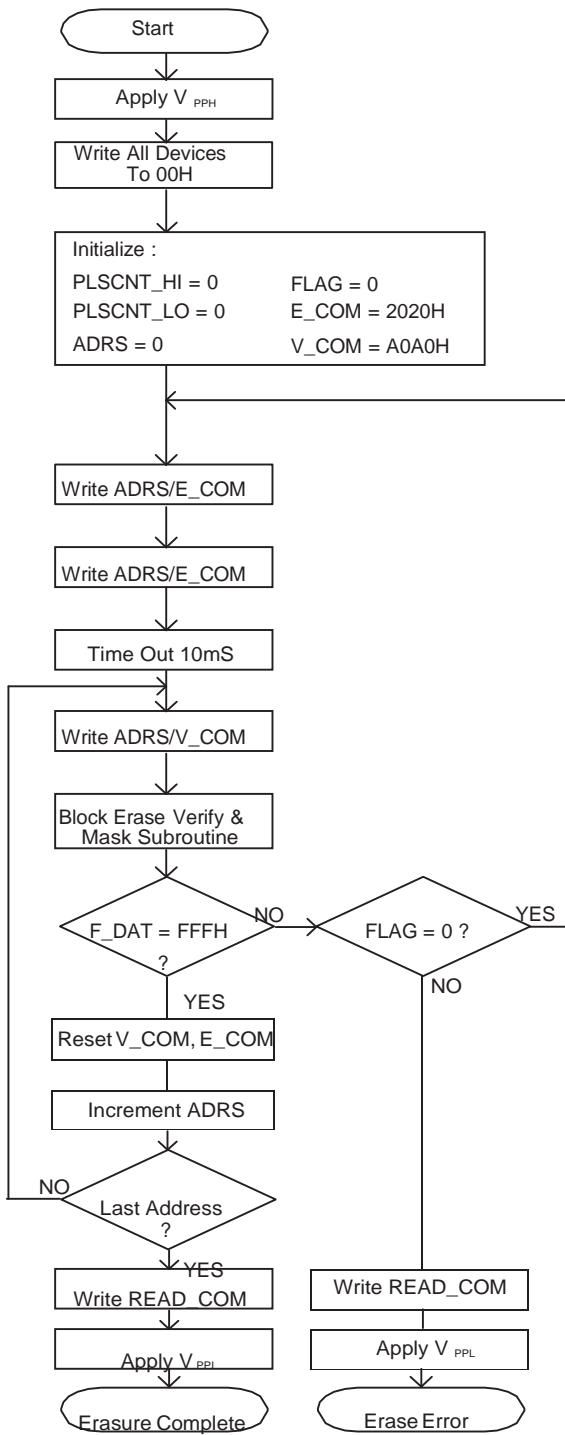 Start
Apply V PPH
Write All Devices
To 00H
Initialize :
PLSCNT_HI = 0 FLAG = 0
PLSCNT_LO = 0 E_COM = 2020H
ADRS = 0 V_COM = A0A0H
Write ADRS/E_COM
Write ADRS/E_COM
Time Out 10mS
Write ADRS/V_COM
Block Erase Verify &
Mask Subroutine
F_DAT = FFFH
?
NO
FLAG = 0 ?
YES
NO
YES
Reset V_COM, E_COM
Increment ADRS
NO
Last Address
?
YES
Write READ_COM
Apply V PPL
Erasure Complete
Write READ_COM
Apply V PPL
Erase Error